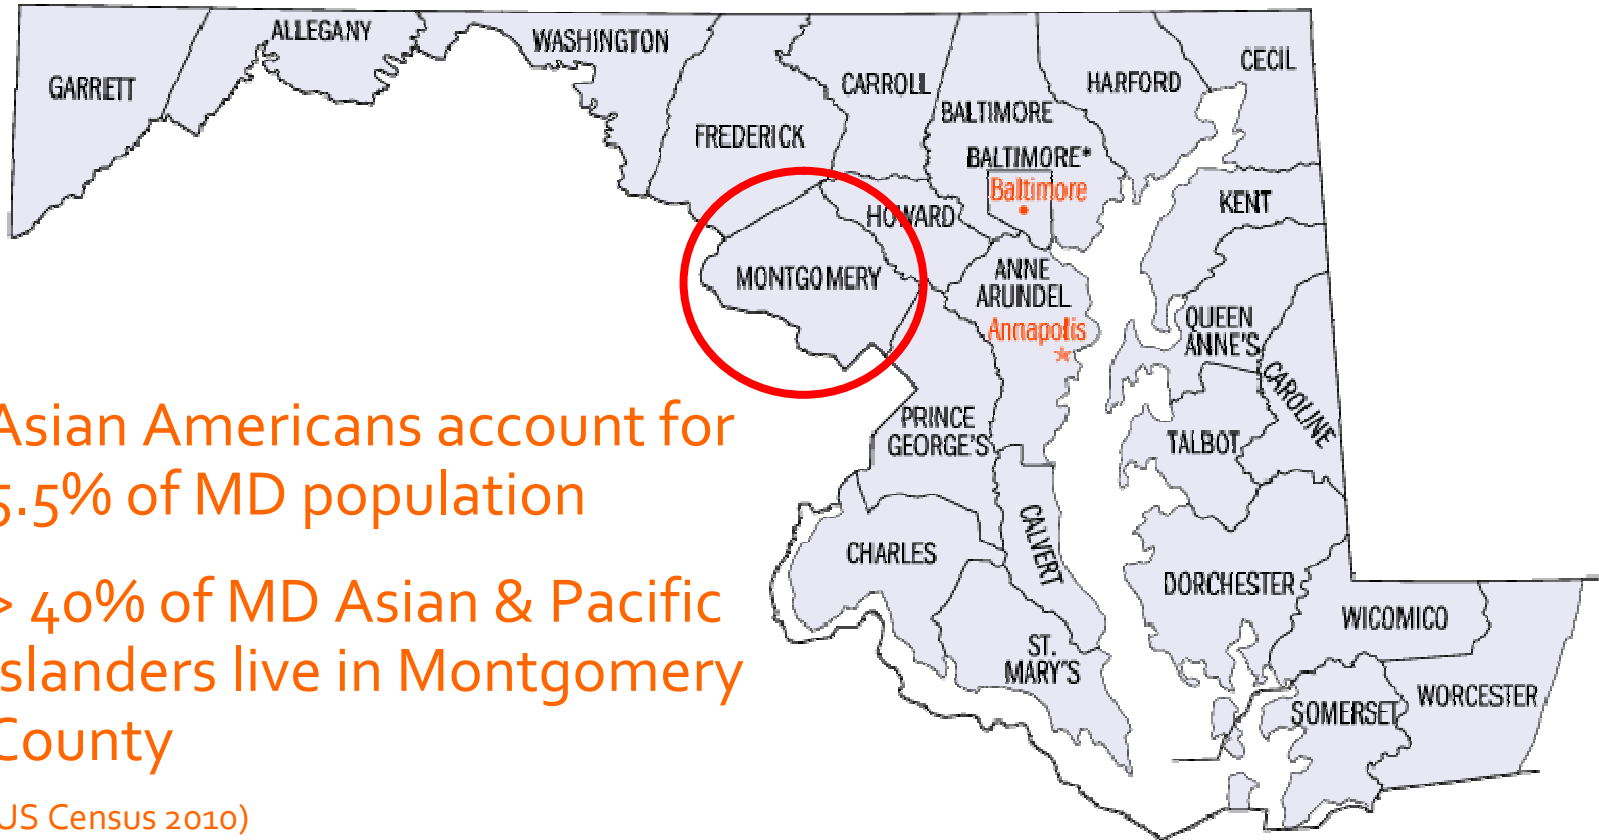 GARRETT
ALLEGANY
WASHINGTON
FREDERICK
CARROLL
BALTIMORE
BALTIMORE*
Baltimore
HARFORD
CECIL
HOWARD
KENT
MONTGOMERY
ANNE
ARUNDEL
Annapolis
QUEEN
ANNE'S
CAROLINE
TALBOT
PRINCE
GEORGE'S
CALVERT
CHARLES
ST.
MARY'S
DORCHESTER
WICOMICO
SOMERSET
WORCESTER
Asian Americans account for
5.5% of MD population
> 40% of MD Asian & Pacific
slanders live in Montgomery
County
US Census 2010)